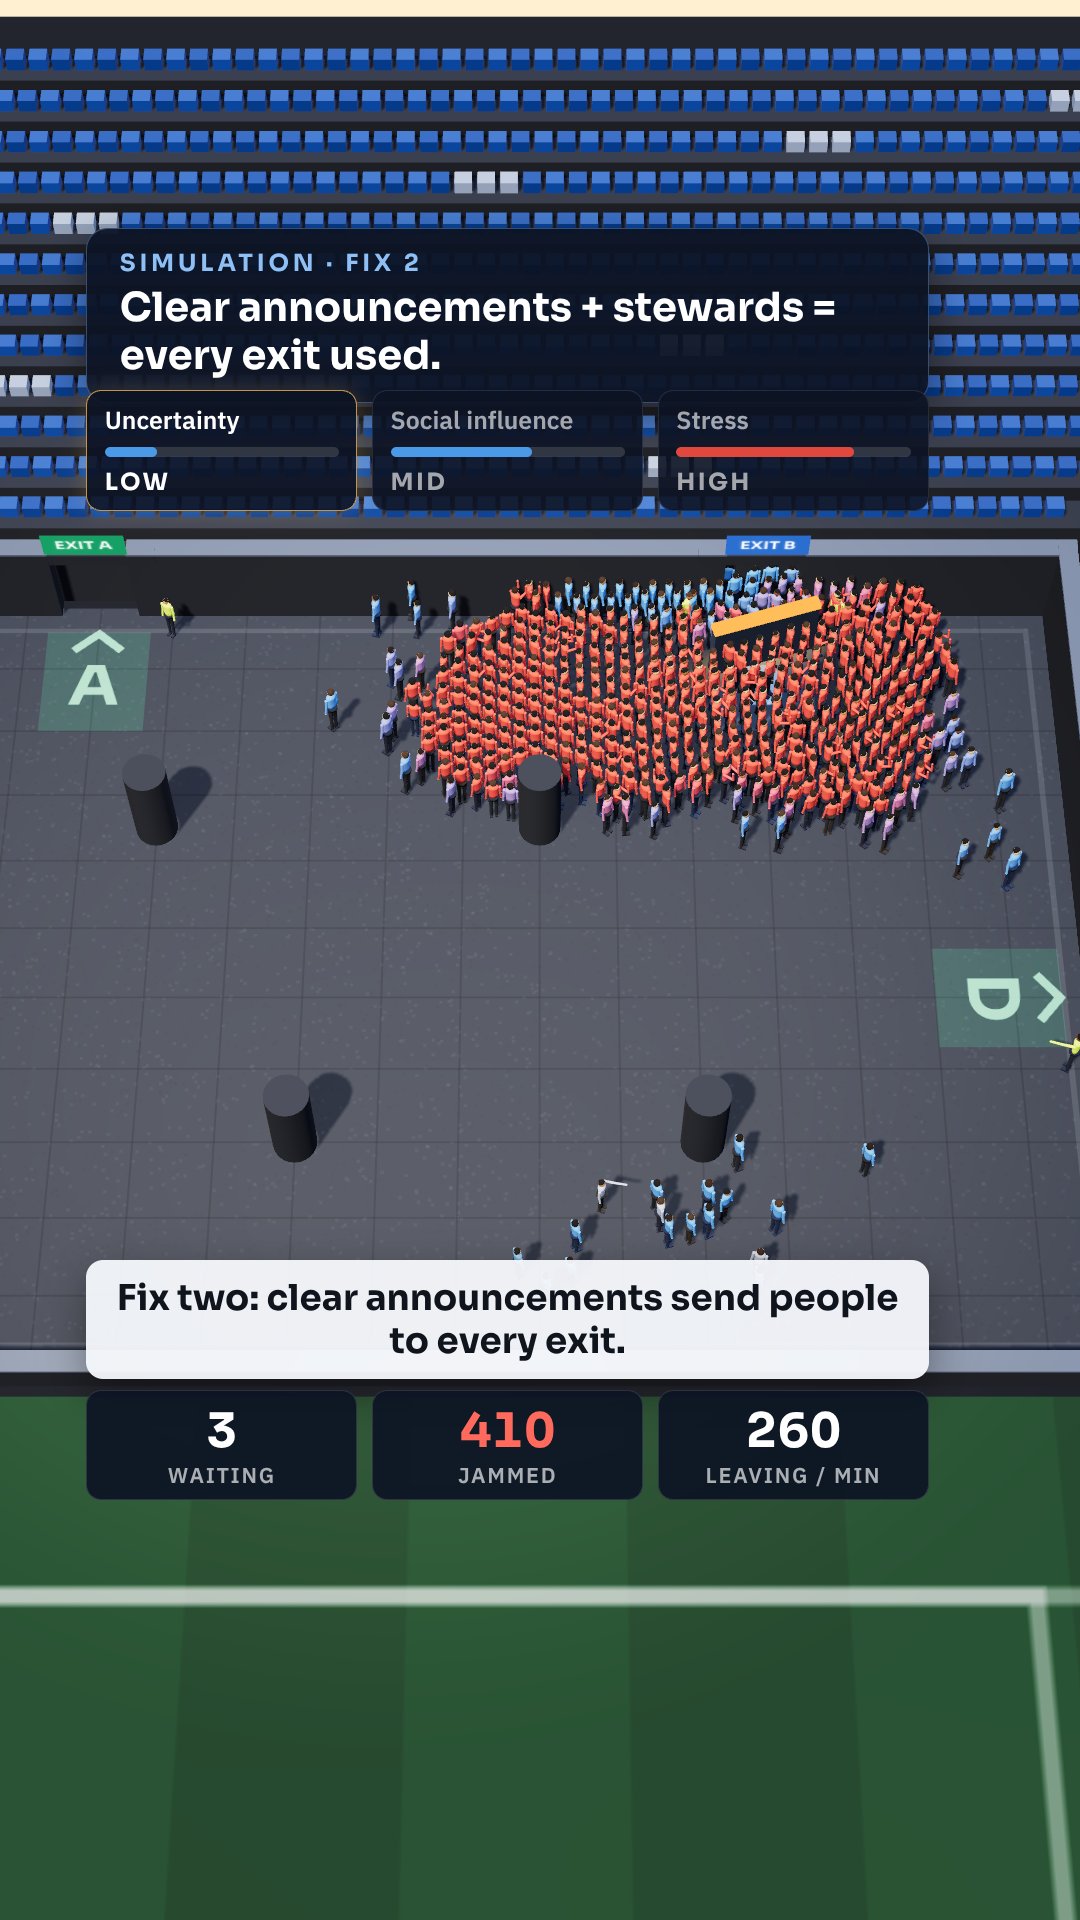 SIMULATION · FIX 2
Clear announcements + stewards =
every exit used.
Uncertainty
LOW
Social influence
MID
Stress
HIGH
EXIT A
EXIT B
A
D
Fix two: clear announcements send people
to every exit.
3
WAITING
410
JAMMED
260
LEAVING / MIN